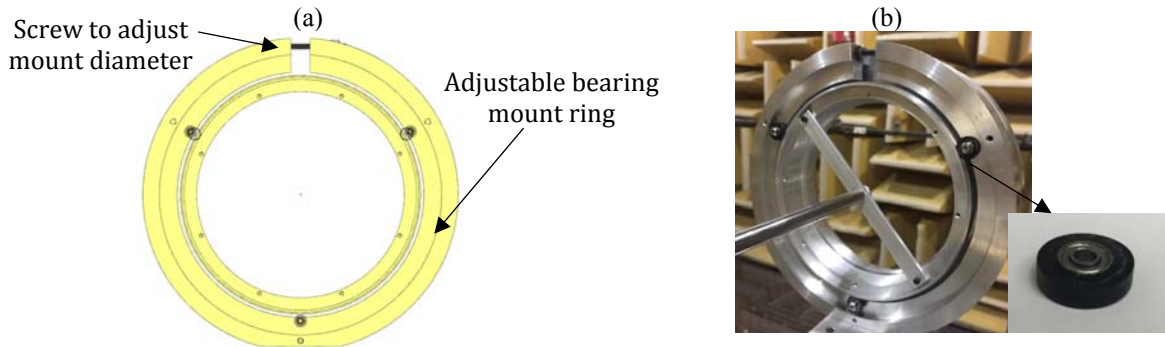 (a)
Screw to adjust
mount diameter
Adjustable bearing
mount ring
(b)